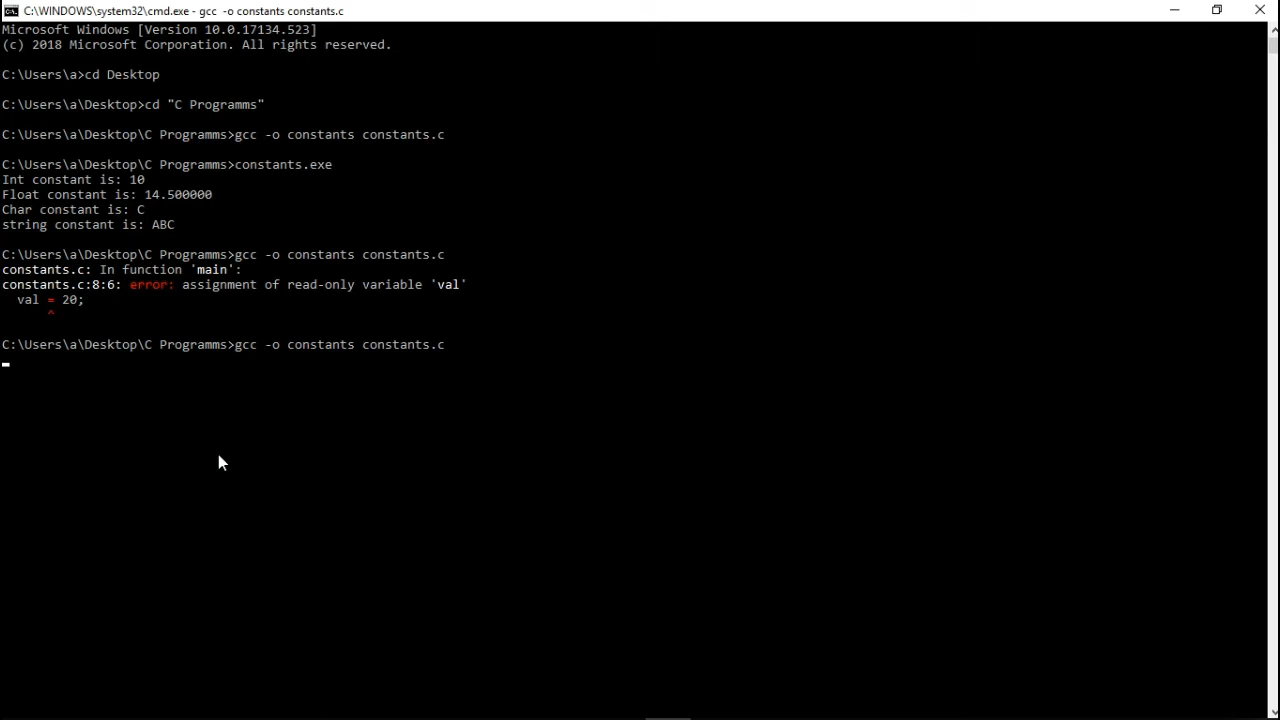 C:\WINDOWS\system32\cmd.exe - gcc -o constants constants.c
Microsoft Windows [Version 10.0.17134.523]
(c) 2018 Microsoft Corporation. All rights reserved.
C:\Users\a>cd Desktop
C:\Users\a\Desktop>cd "C Programms"
C:\Users\a\Desktop\C Programms>gcc -o constants constants.c
C:\Users\a\Desktop\C Programms>constants.exe
Int constant is: 10
Float constant is: 14.500000
Char constant is: C
string constant is: ABC
C:\Users\a\Desktop\C Programms>gcc -o constants constants.c
constants.c: In function 'main':
constants.c:8:6: error: assignment of read-only variable 'val'
val = 20;
^
C:\Users\a\Desktop\C Programms>gcc -o constants constants.c